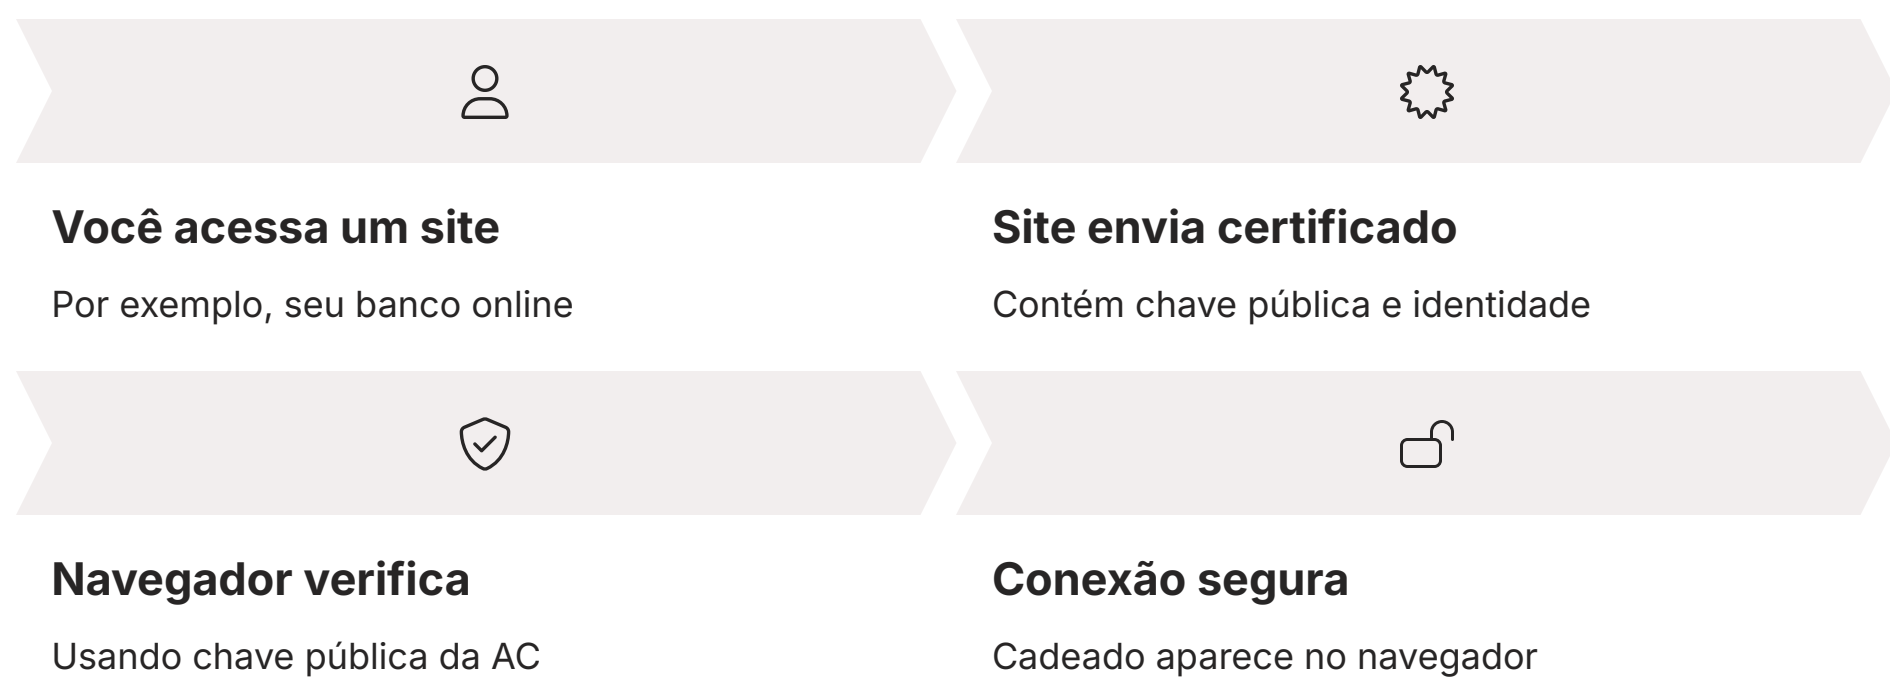 Você acessa um site
Por exemplo, seu banco online
Site envia certificado
Contém chave pública e identidade
Navegador verifica
Usando chave pública da AC
Conexão segura
Cadeado aparece no navegador